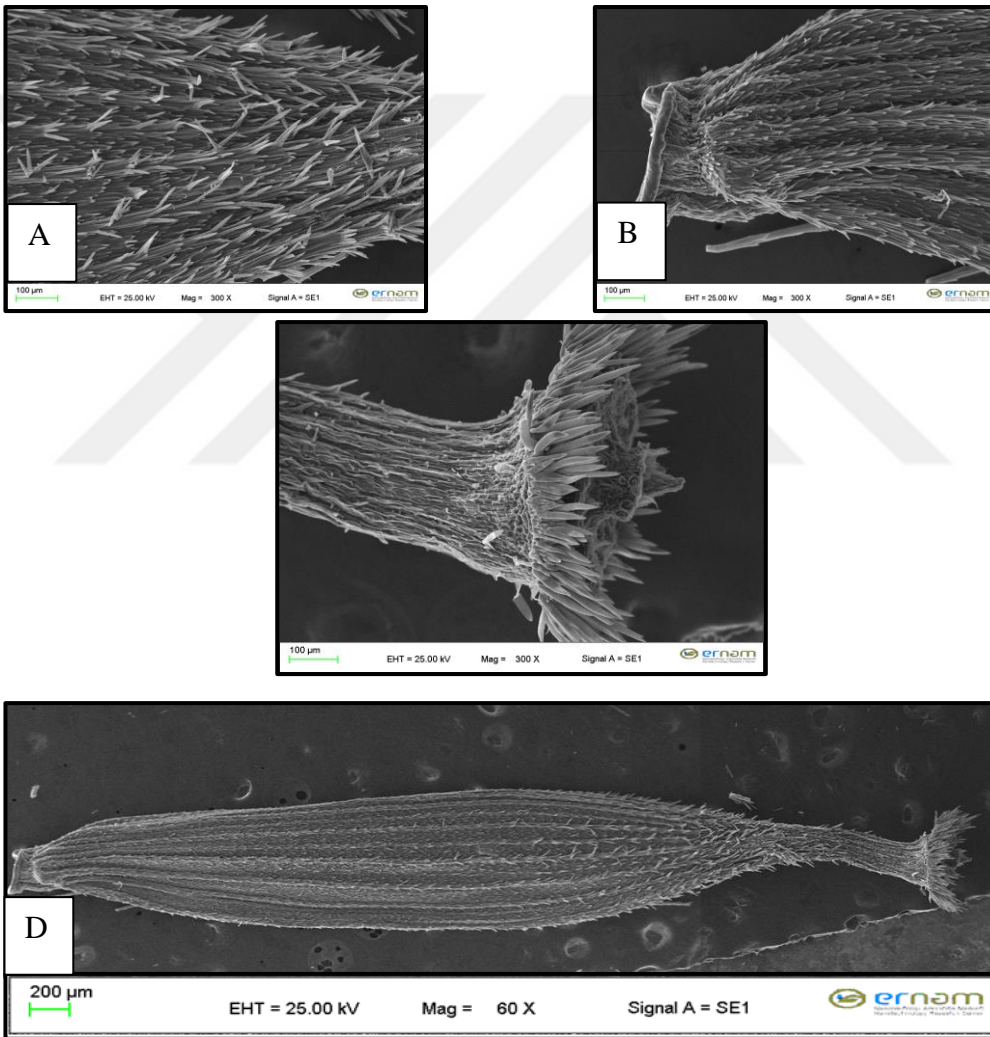 A
100 µm EHT = 25.00 kV Mag = 300 X Signal A = SE1 ernam
B
100 µm EHT = 25.00 kV Mag = 300 X Signal A = SE1 ernam
100 µm EHT = 25.00 kV Mag = 300 X Signal A = SE1 ernam
D
200 µm EHT = 25.00 kV Mag = 60 X Signal A = SE1 ernam